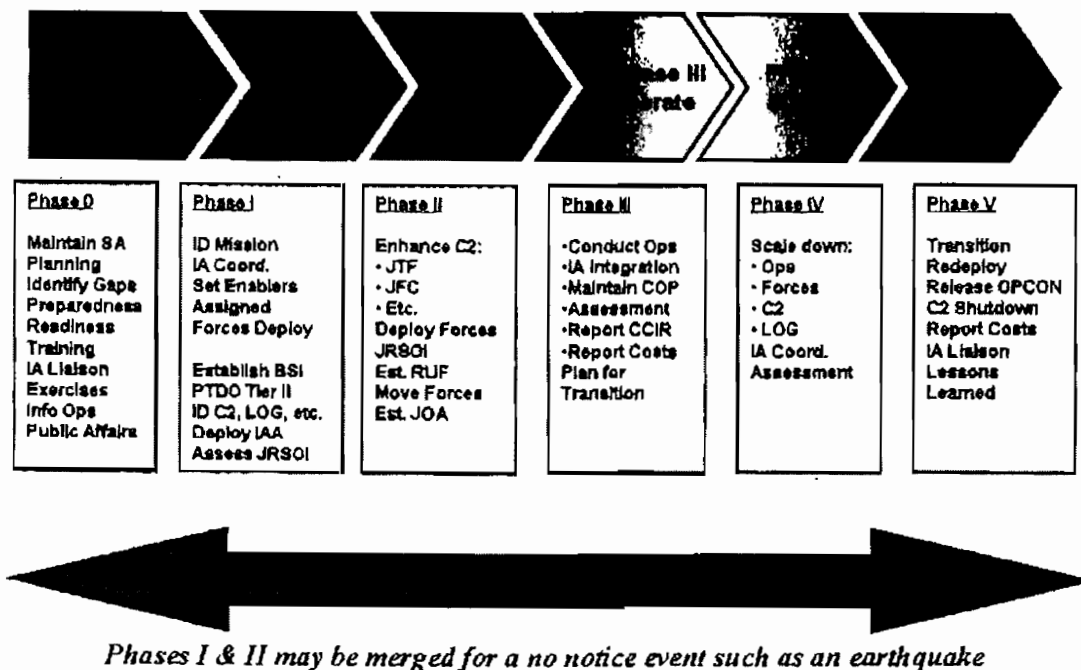 Phase III
Phase 0
Maintain SA
Planning
Identify Gaps
Preparedness
Readiness
Training
IA Liaison
Exercises
Info Ops
Public Affairs
Phase I
ID Mission
IA Coord.
Set Enablers
Assigned
Forces Deploy
Establish BSI
PTDO Tier II
ID C2, LOG, etc.
Deploy IAA
Assess JRSOI
Phase II
Enhance C2:
• JTF
• JFC
• Etc.
Deploy Forces
JRSOI
Est. RUF
Move Forces
Est. JOA
Phase III
•Conduct Ops
•IA Integration
•Maintain COP
•Assessment
•Report CCIR
•Report Costs
Plan for
Transition
Phase IV
Scale down:
• Ops
• Forces
• C2
• LOG
IA Coord.
Assessment
Phase V
Transition
Redeploy
Release OPCON
C2 Shutdown
Report Costs
IA Liaison
Lessons
Learned
Phases I & II may be merged for a no notice event such as an earthquake